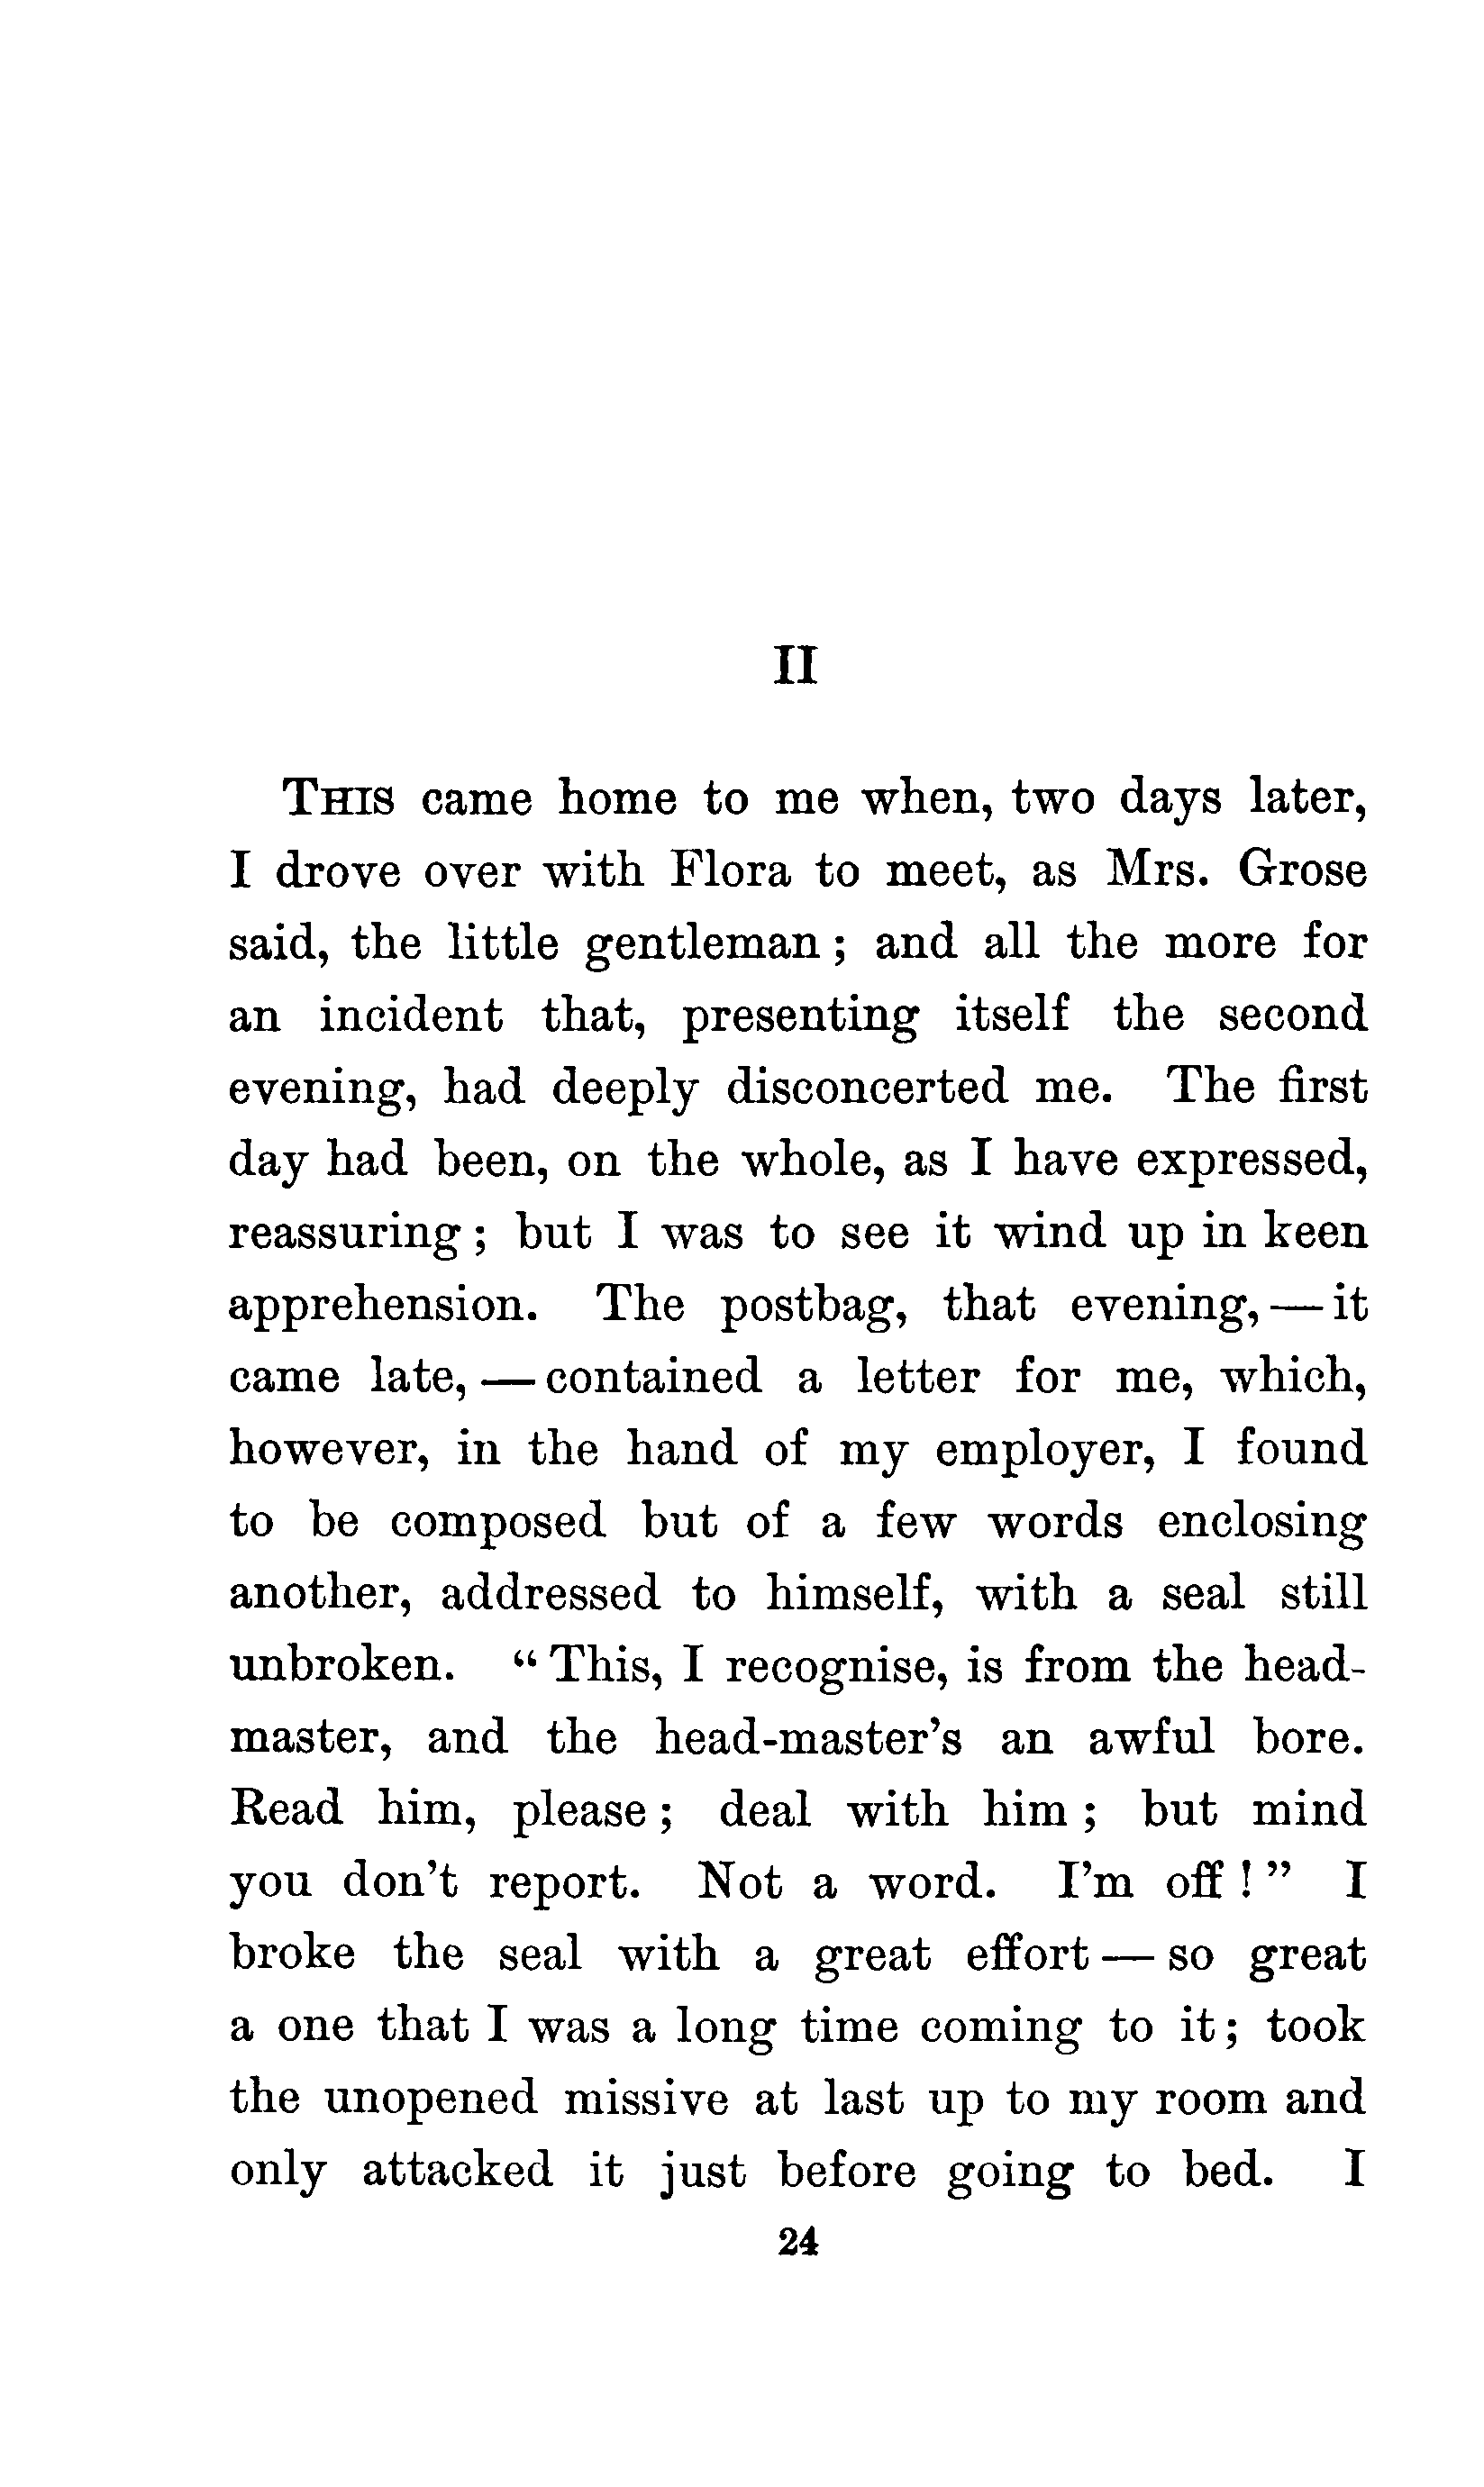 II
THIS came home to me when, two days later,
I drove over with Flora to meet, as Mrs. Grose
said, the little gentleman; and all the more for
an incident that, presenting itself the second
evening, had deeply disconcerted me. The first
day had been, on the whole, as I have expressed,
reassuring; but I was to see it wind up in keen
apprehension. The postbag, that evening,—it
came late,—contained a letter for me, which,
however, in the hand of my employer, I found
to be composed but of a few words enclosing
another, addressed to himself, with a seal still
unbroken. “This, I recognise, is from the head-
master, and the head-master’s an awful bore.
Read him, please; deal with him; but mind
you don’t report. Not a word. I’m off!” I
broke the seal with a great effort—so great
a one that I was a long time coming to it; took
the unopened missive at last up to my room and
only attacked it just before going to bed. I
24